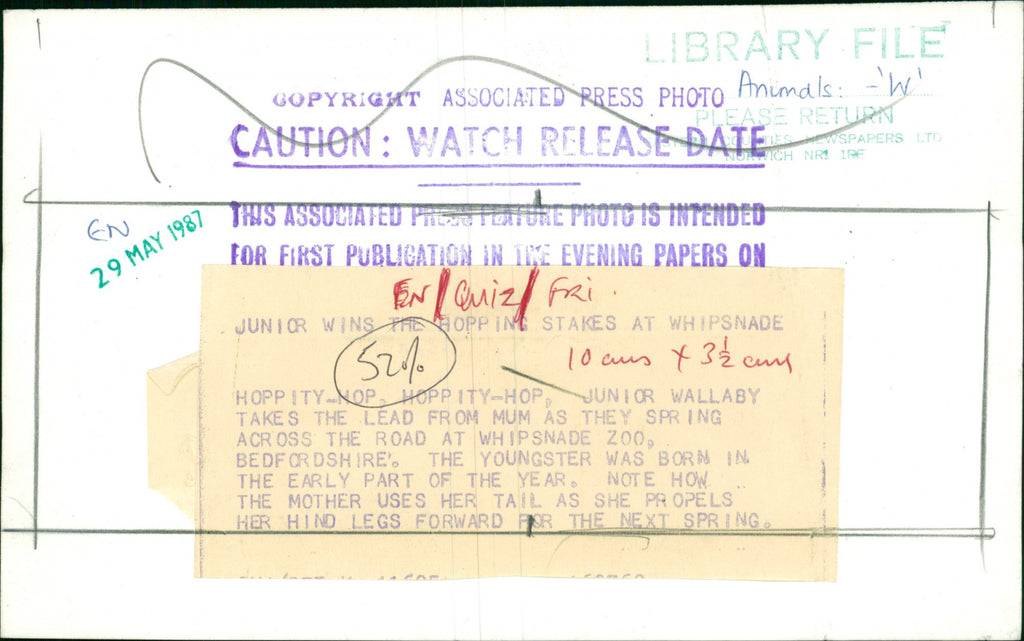 LIBRARY FILE
Animals: - 'W'
PLEASE RETURN
COUNTIES NEWSPAPERS LTD
NORWICH NR1 1RE
COPYRIGHT ASSOCIATED PRESS PHOTO
CAUTION: WATCH RELEASE DATE
THIS ASSOCIATED PRESS FEATURE PHOTO IS INTENDED
FOR FIRST PUBLICATION IN THE EVENING PAPERS ON
EN
29 MAY 1987
EN/QUIZ/FRI.
JUNIOR WINS THE HOPPING STAKES AT WHIPSNADE
52%
10 cms x 3½ cms
HOPPITY-HOP, HOPPITY-HOP, JUNIOR WALLABY
TAKES THE LEAD FROM MUM AS THEY SPRING
ACROSS THE ROAD AT WHIPSNADE ZOO,
BEDFORDSHIRE. THE YOUNGSTER WAS BORN IN
THE EARLY PART OF THE YEAR. NOTE HOW
THE MOTHER USES HER TAIL AS SHE PROPELS
HER HIND LEGS FORWARD FOR THE NEXT SPRING.